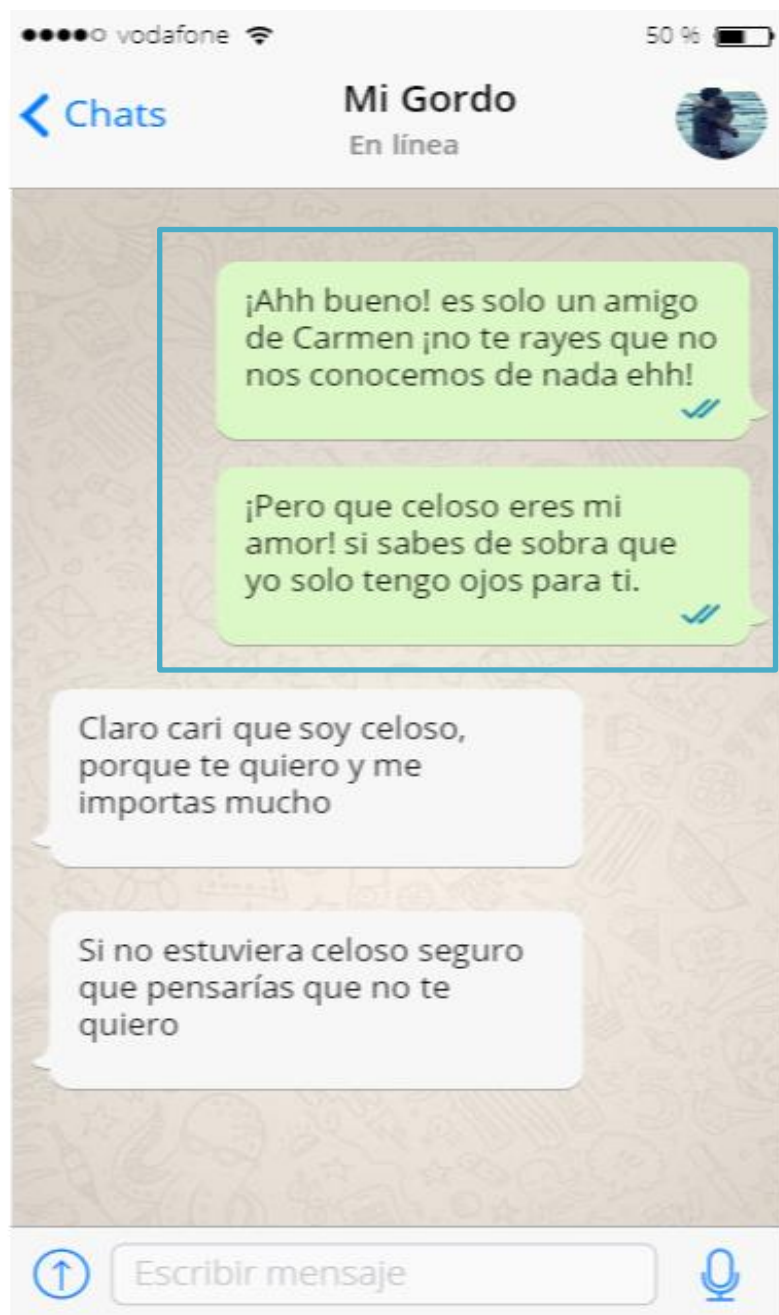 vodafone 50 %
Chats
Mi Gordo
En línea
¡Ahh bueno! es solo un amigo
de Carmen ¡no te rayes que no
nos conocemos de nada ehh!
¡Pero que celoso eres mi
amor! si sabes de sobra que
yo solo tengo ojos para ti.
Claro cari que soy celoso,
porque te quiero y me
importas mucho
Si no estuviera celoso seguro
que pensarías que no te
quiero
Escribir mensaje